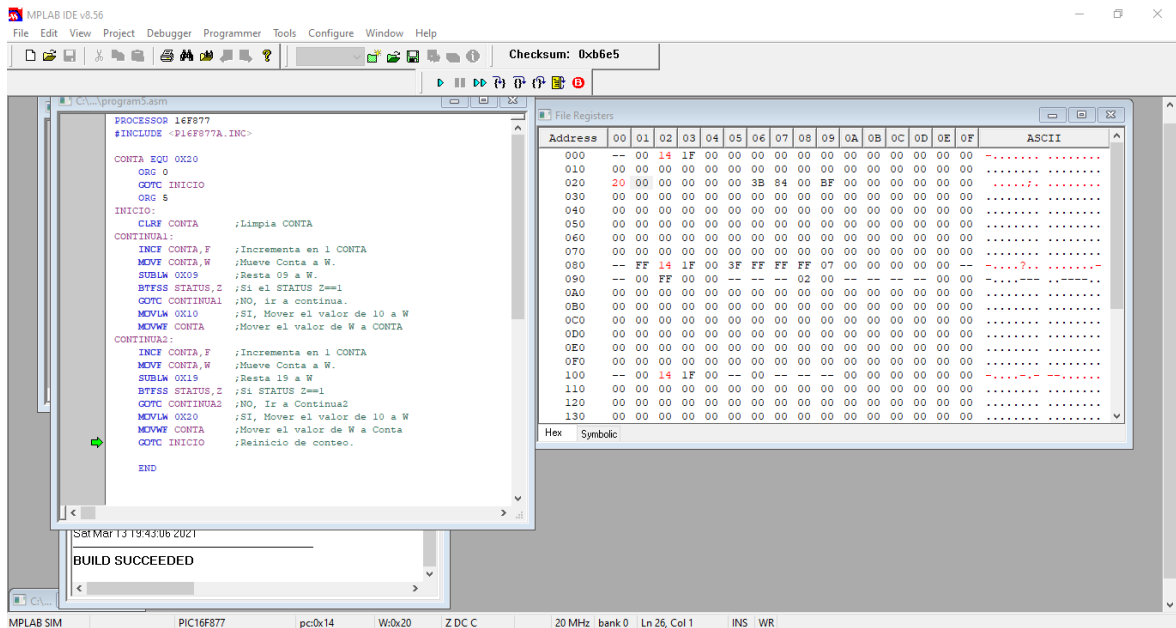 MPLAB IDE v8.56
File Edit View Project Debugger Programmer Tools Configure Window Help
Checksum: 0xb6e5
C:\...\program5.asm
PROCESSOR 16F877
#INCLUDE <P16F877A.INC>
CONTA EQU 0X20
ORG 0
GOTO INICIO
ORG 5
INICIO:
CLRF CONTA ;Limpia CONTA
CONTINUA1:
INCF CONTA,F ;Incrementa en 1 CONTA
MOVF CONTA,W ;Mueve Conta a W.
SUBLW 0X09 ;Resta 09 a W.
BTFSS STATUS,Z ;Si el STATUS Z==1
GOTO CONTINUA1 ;NO, ir a continua.
MOVLW 0X10 ;SI, Mover el valor de 10 a W
MOVWF CONTA ;Mover el valor de W a CONTA
CONTINUA2:
INCF CONTA,F ;Incrementa en 1 CONTA
MOVF CONTA,W ;Mueve Conta a W.
SUBLW 0X19 ;Resta 19 a W
BTFSS STATUS,Z ;Si STATUS Z==1
GOTO CONTINUA2 ;NO, Ir a Continua2
MOVLW 0X20 ;SI, Mover el valor de 10 a W
MOVWF CONTA ;Mover el valor de W a Conta
GOTO INICIO ;Reinicio de conteo.
END
File Registers
Address 00 01 02 03 04 05 06 07 08 09 0A 0B 0C 0D 0E 0F ASCII
000 -- 00 14 1F 00 00 00 00 00 00 00 00 00 00 00 00 -....... ........
010 00 00 00 00 00 00 00 00 00 00 00 00 00 00 00 00 ........ ........
020 20 00 00 00 00 00 3B 84 00 BF 00 00 00 00 00 00 .....;. ........
030 00 00 00 00 00 00 00 00 00 00 00 00 00 00 00 00 ........ ........
040 00 00 00 00 00 00 00 00 00 00 00 00 00 00 00 00 ........ ........
050 00 00 00 00 00 00 00 00 00 00 00 00 00 00 00 00 ........ ........
060 00 00 00 00 00 00 00 00 00 00 00 00 00 00 00 00 ........ ........
070 00 00 00 00 00 00 00 00 00 00 00 00 00 00 00 00 ........ ........
080 -- FF 14 1F 00 3F FF FF FF 07 00 00 00 00 00 -- -....?.. .......-
090 -- 00 FF 00 00 -- -- -- 02 00 -- -- -- -- 00 00 -....--- ..----..
0A0 00 00 00 00 00 00 00 00 00 00 00 00 00 00 00 00 ........ ........
0B0 00 00 00 00 00 00 00 00 00 00 00 00 00 00 00 00 ........ ........
0C0 00 00 00 00 00 00 00 00 00 00 00 00 00 00 00 00 ........ ........
0D0 00 00 00 00 00 00 00 00 00 00 00 00 00 00 00 00 ........ ........
0E0 00 00 00 00 00 00 00 00 00 00 00 00 00 00 00 00 ........ ........
0F0 00 00 00 00 00 00 00 00 00 00 00 00 00 00 00 00 ........ ........
100 -- 00 14 1F 00 -- 00 -- -- -- 00 00 00 00 00 00 -....-.- --......
110 00 00 00 00 00 00 00 00 00 00 00 00 00 00 00 00 ........ ........
120 00 00 00 00 00 00 00 00 00 00 00 00 00 00 00 00 ........ ........
130 00 00 00 00 00 00 00 00 00 00 00 00 00 00 00 00 ........ ........
Hex Symbolic
Sat Mar 13 19:43:06 2021
BUILD SUCCEEDED
C:\...
MPLAB SIM PIC16F877 pc:0x14 W:0x20 Z DC C 20 MHz bank 0 Ln 26, Col 1 INS WR